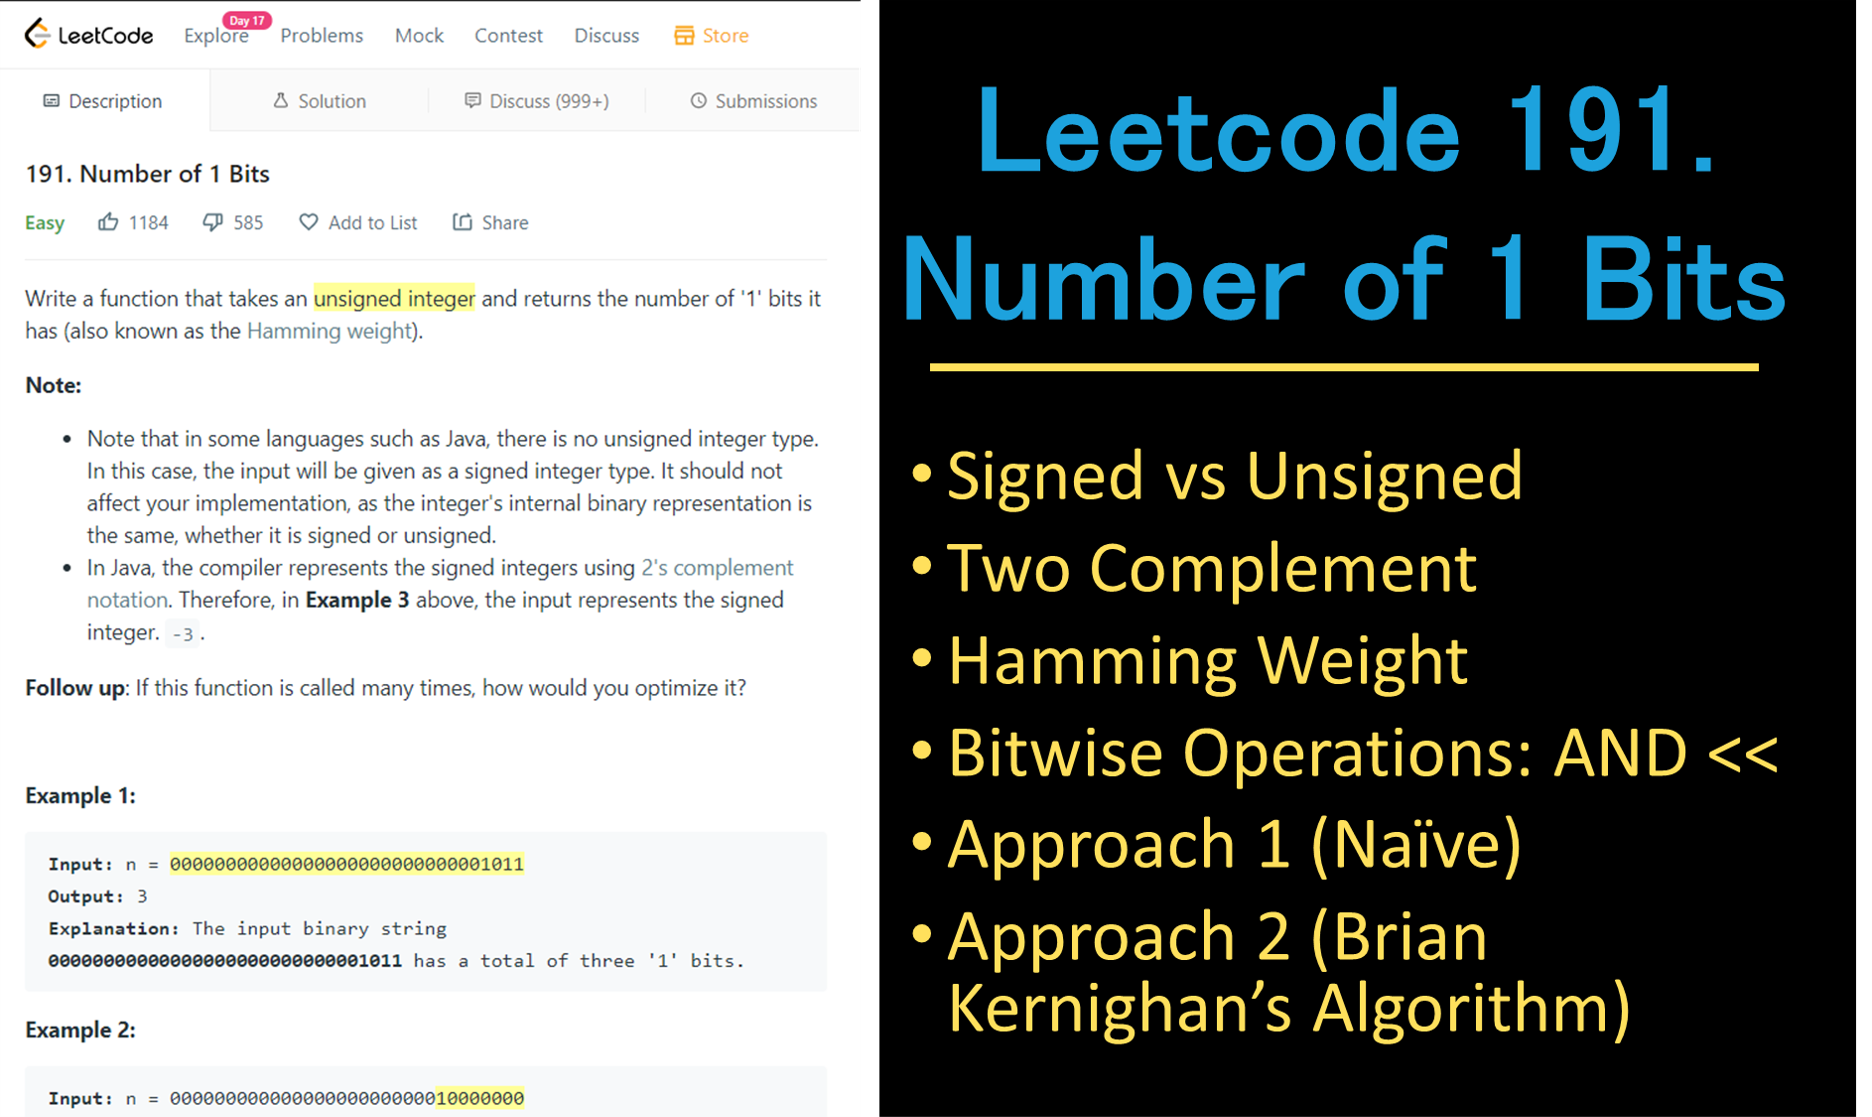 LeetCode Explore Day 17 Problems Mock Contest Discuss Store
Description Solution Discuss (999+) Submissions
191. Number of 1 Bits
Easy 1184 585 Add to List Share
Write a function that takes an unsigned integer and returns the number of '1' bits it
has (also known as the Hamming weight).
Note:
• Note that in some languages such as Java, there is no unsigned integer type.
In this case, the input will be given as a signed integer type. It should not
affect your implementation, as the integer's internal binary representation is
the same, whether it is signed or unsigned.
• In Java, the compiler represents the signed integers using 2's complement
notation. Therefore, in Example 3 above, the input represents the signed
integer. -3 .
Follow up: If this function is called many times, how would you optimize it?
Example 1:
Input: n = 00000000000000000000000000001011
Output: 3
Explanation: The input binary string
00000000000000000000000000001011 has a total of three '1' bits.
Example 2:
Input: n = 00000000000000000000000010000000
Leetcode 191.
Number of 1 Bits
• Signed vs Unsigned
• Two Complement
• Hamming Weight
• Bitwise Operations: AND <<
• Approach 1 (Naïve)
• Approach 2 (Brian
Kernighan’s Algorithm)